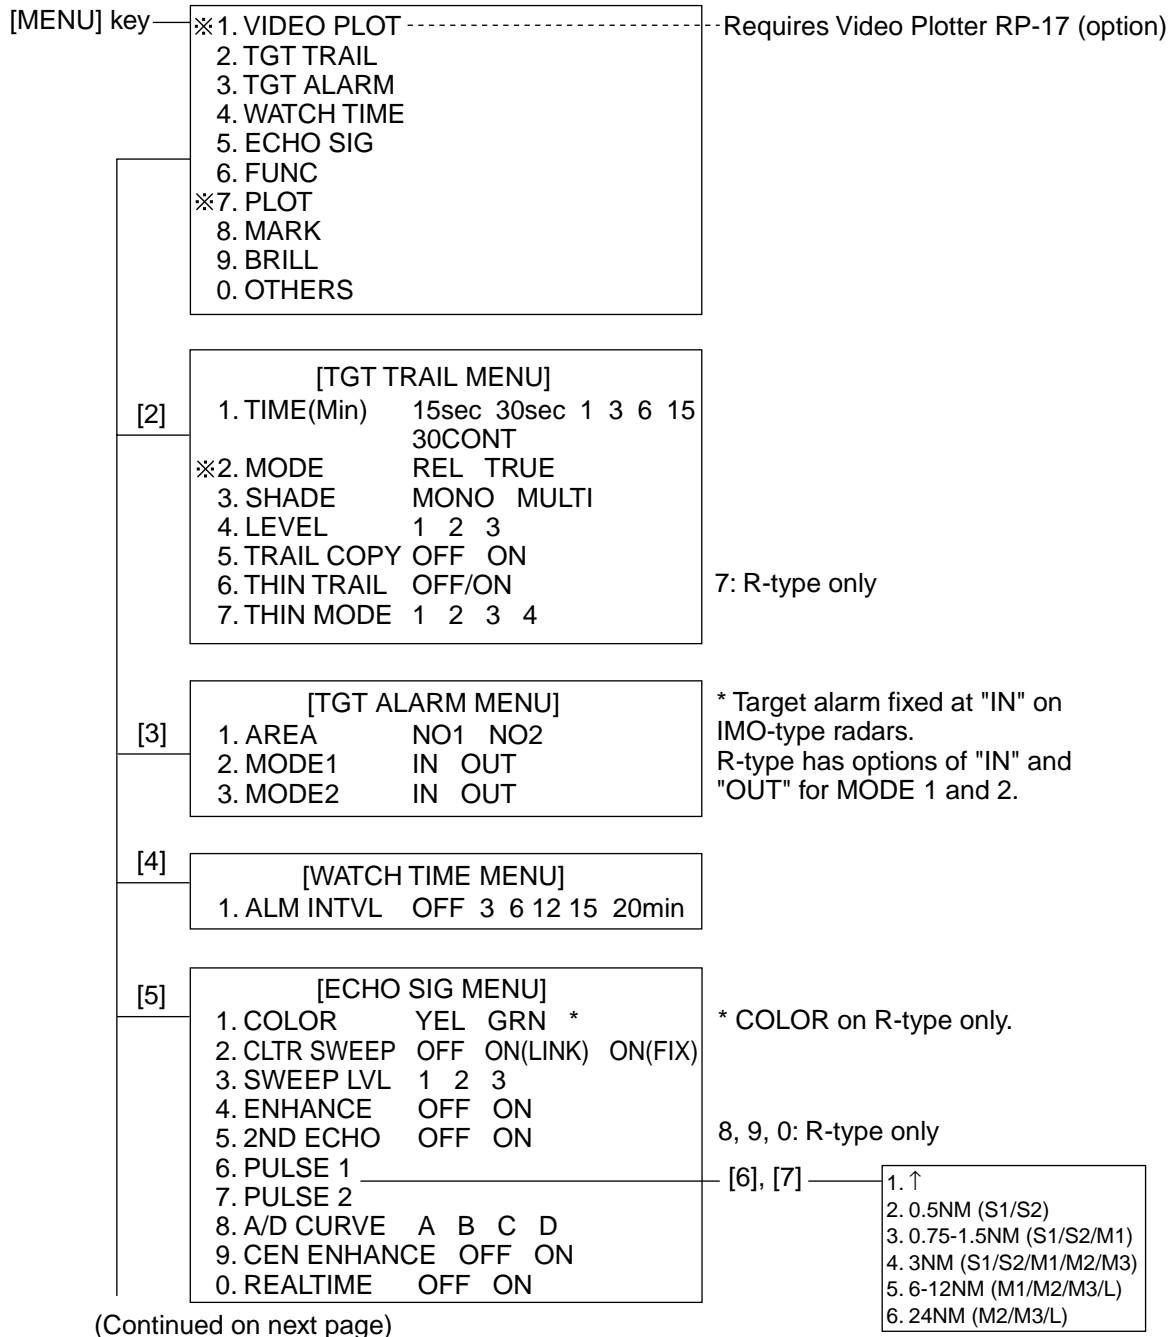 [MENU] key
※1. VIDEO PLOT Requires Video Plotter RP-17 (option)
2. TGT TRAIL
3. TGT ALARM
4. WATCH TIME
5. ECHO SIG
6. FUNC
※7. PLOT
8. MARK
9. BRILL
0. OTHERS
[2]
[TGT TRAIL MENU]
1. TIME(Min) 15sec 30sec 1 3 6 15
30CONT
※2. MODE REL TRUE
3. SHADE MONO MULTI
4. LEVEL 1 2 3
5. TRAIL COPY OFF ON
6. THIN TRAIL OFF/ON
7. THIN MODE 1 2 3 4
7: R-type only
[3]
[TGT ALARM MENU]
1. AREA NO1 NO2
2. MODE1 IN OUT
3. MODE2 IN OUT
* Target alarm fixed at "IN" on
IMO-type radars.
R-type has options of "IN" and
"OUT" for MODE 1 and 2.
[4]
[WATCH TIME MENU]
1. ALM INTVL OFF 3 6 12 15 20min
[5]
[ECHO SIG MENU]
1. COLOR YEL GRN *
2. CLTR SWEEP OFF ON(LINK) ON(FIX)
3. SWEEP LVL 1 2 3
4. ENHANCE OFF ON
5. 2ND ECHO OFF ON
6. PULSE 1
7. PULSE 2
8. A/D CURVE A B C D
9. CEN ENHANCE OFF ON
0. REALTIME OFF ON
* COLOR on R-type only.
8, 9, 0: R-type only
[6], [7]
1. ↑
2. 0.5NM (S1/S2)
3. 0.75-1.5NM (S1/S2/M1)
4. 3NM (S1/S2/M1/M2/M3)
5. 6-12NM (M1/M2/M3/L)
6. 24NM (M2/M3/L)
(Continued on next page)